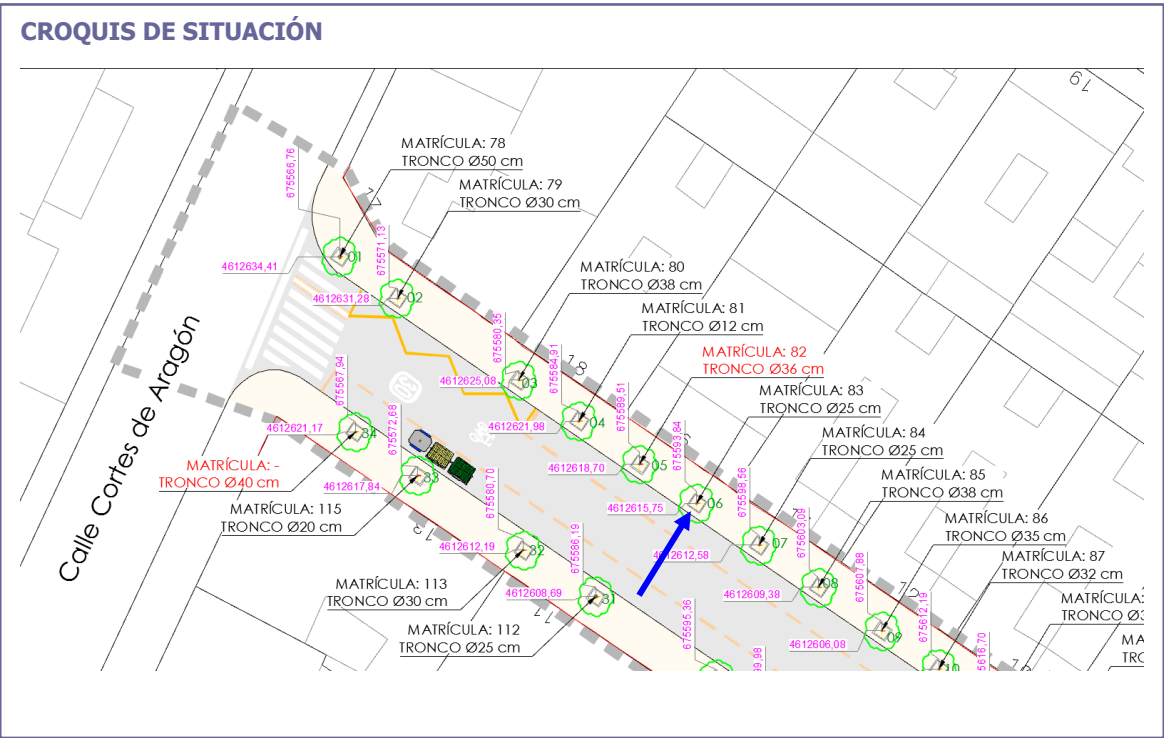 CROQUIS DE SITUACIÓN
19
MATRÍCULA: 78
TRONCO Ø50 cm
675566,76
17
MATRÍCULA: 79
TRONCO Ø30 cm
675571,13
01
4612634,41
02
4612631,28
MATRÍCULA: 80
TRONCO Ø38 cm
MATRÍCULA: 81
TRONCO Ø12 cm
675580,35
18
675584,91
MATRÍCULA: 82
TRONCO Ø36 cm
03
4612625,08
675589,51
MATRÍCULA: 83
TRONCO Ø25 cm
Calle Cortes de Aragón
675567,94
30
04
4612621,98
675593,84
MATRÍCULA: 84
TRONCO Ø25 cm
34
4612621,17
675572,68
05
4612618,70
675598,56
MATRÍCULA: 85
TRONCO Ø38 cm
MATRÍCULA: -
TRONCO Ø40 cm
33
4612617,84
675580,70
06
4612615,75
675603,09
MATRÍCULA: 86
TRONCO Ø35 cm
MATRÍCULA: 115
TRONCO Ø20 cm
32
4612612,19
675586,19
07
4612612,58
675607,88
MATRÍCULA: 87
TRONCO Ø32 cm
MATRÍCULA: 113
TRONCO Ø30 cm
31
4612608,69
08
4612609,38
675612,19
MATRÍCULA:
MATRÍCULA: 112
TRONCO Ø25 cm
675595,36
09
4612606,08
10